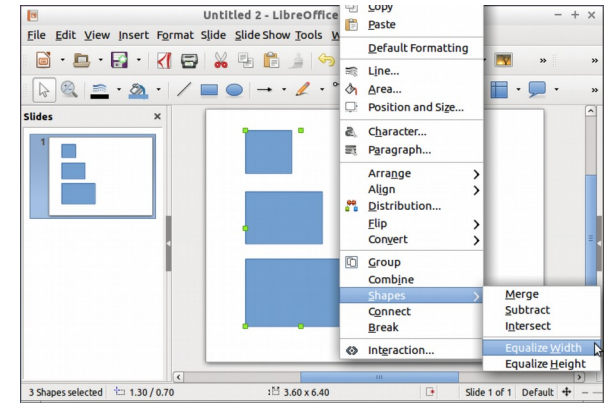 Untitled 2 - LibreOffice
File Edit View Insert Format Slide Slide Show Tools W
Copy
Paste
Default Formatting
Line...
Area...
Position and Size...
Character...
Paragraph...
Arrange
Align
Distribution...
Flip
Convert
Group
Combine
Shapes
Connect
Break
Interaction...
Merge
Subtract
Intersect
Equalize Width
Equalize Height
Slides
1
3 Shapes selected 1.30 / 0.70 3.60 x 6.40 Slide 1 of 1 Default